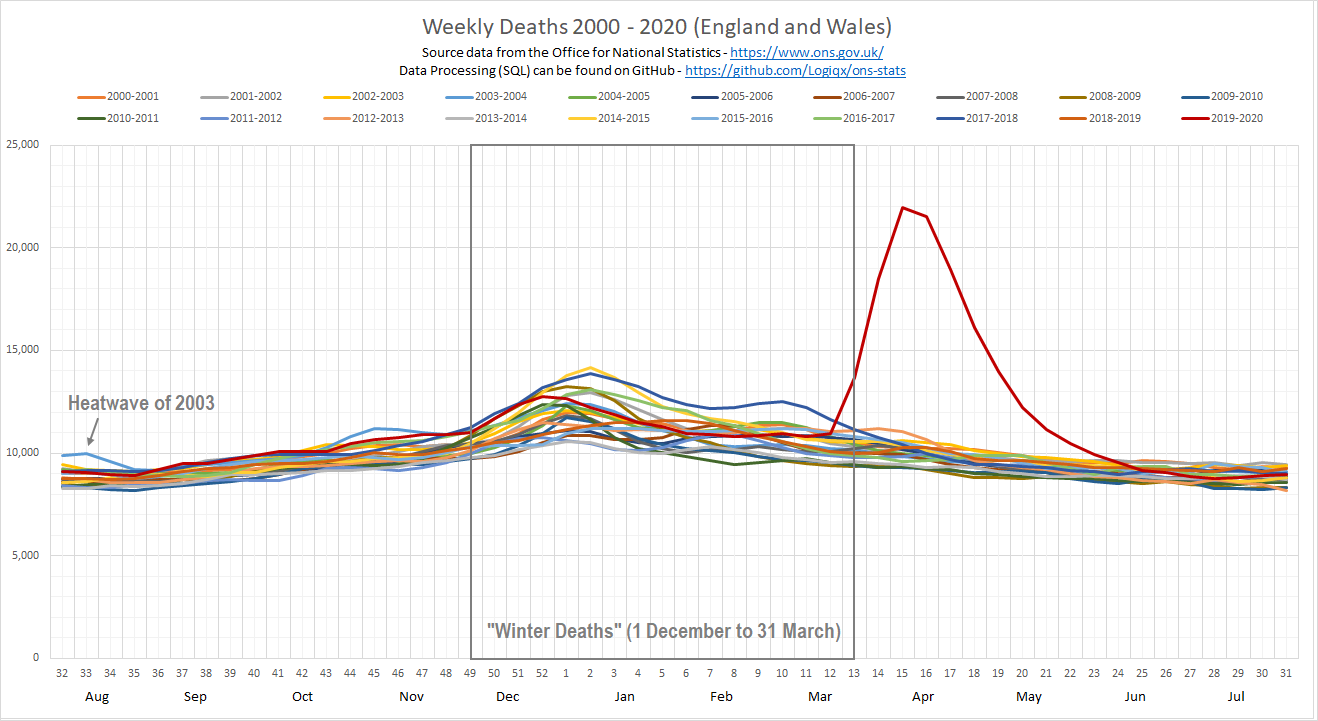 Weekly Deaths 2000 - 2020 (England and Wales)
Source data from the Office for National Statistics - https://www.ons.gov.uk/
Data Processing (SQL) can be found on GitHub - https://github.com/Logiqx/ons-stats
2000-2001 2001-2002 2002-2003 2003-2004 2004-2005 2005-2006 2006-2007 2007-2008 2008-2009 2009-2010
2010-2011 2011-2012 2012-2013 2013-2014 2014-2015 2015-2016 2016-2017 2017-2018 2018-2019 2019-2020
25,000
20,000
15,000
Heatwave of 2003
10,000
5,000
"Winter Deaths" (1 December to 31 March)
0
32 33 34 35 36 37 38 39 40 41 42 43 44 45 46 47 48 49 50 51 52 1 2 3 4 5 6 7 8 9 10 11 12 13 14 15 16 17 18 19 20 21 22 23 24 25 26 27 28 29 30 31
Aug Sep Oct Nov Dec Jan Feb Mar Apr May Jun Jul